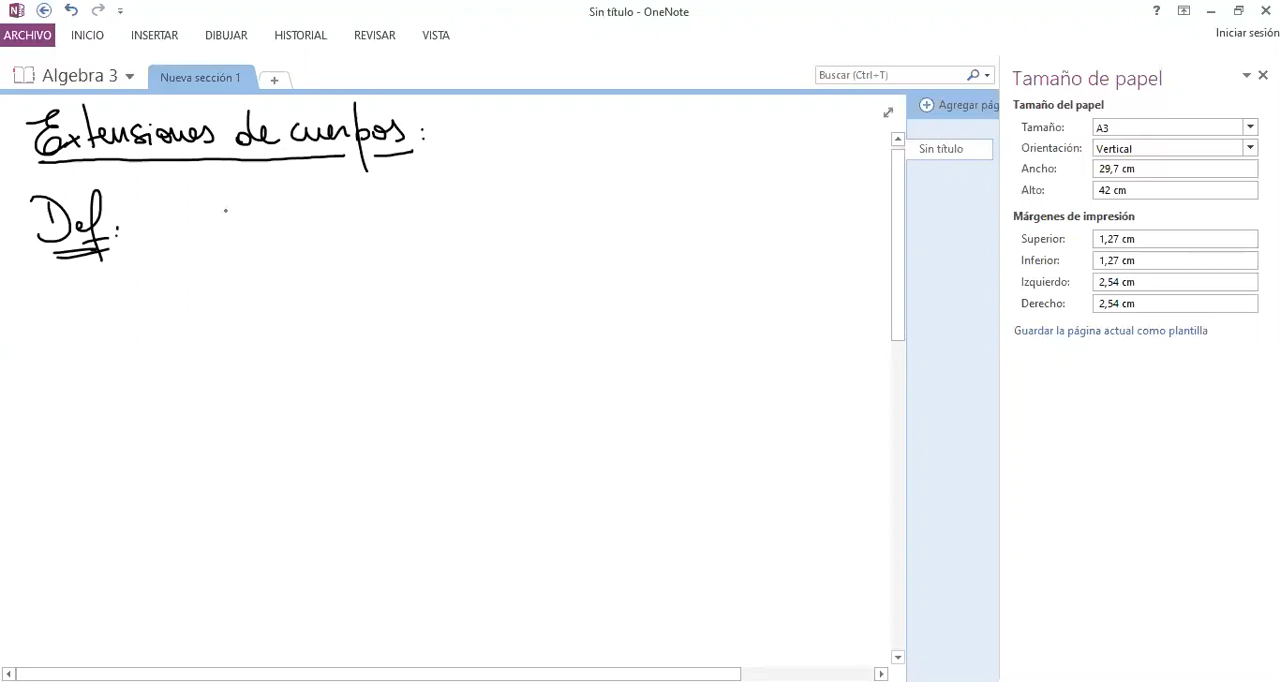 Sin título - OneNote
?
Iniciar sesión
ARCHIVO INICIO INSERTAR DIBUJAR HISTORIAL REVISAR VISTA
Algebra 3 Nueva sección 1 +
Buscar (Ctrl+T)
Agregar pág
Sin título
Extensiones de cuerpos:
Def:
Tamaño de papel
Tamaño del papel
Tamaño: A3
Orientación: Vertical
Ancho: 29,7 cm
Alto: 42 cm
Márgenes de impresión
Superior: 1,27 cm
Inferior: 1,27 cm
Izquierdo: 2,54 cm
Derecho: 2,54 cm
Guardar la página actual como plantilla